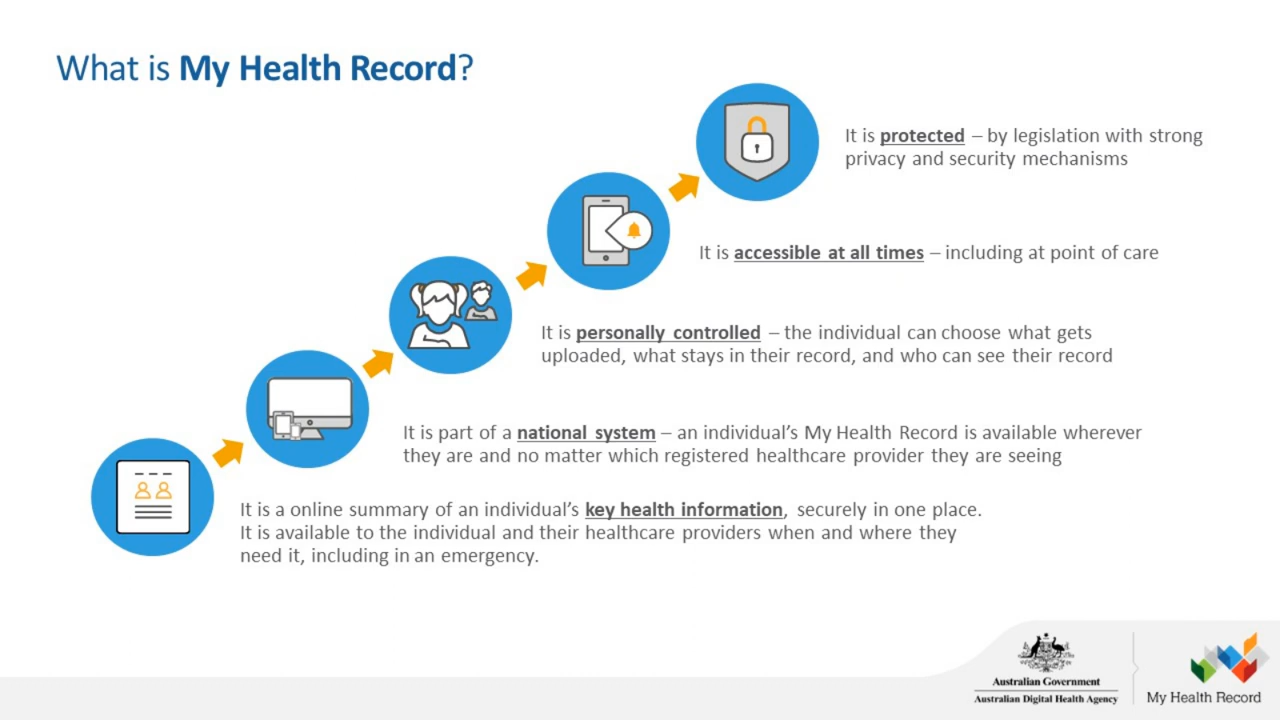 What is My Health Record?
It is protected – by legislation with strong
privacy and security mechanisms
It is accessible at all times – including at point of care
It is personally controlled – the individual can choose what gets
uploaded, what stays in their record, and who can see their record
It is part of a national system – an individual's My Health Record is available wherever
they are and no matter which registered healthcare provider they are seeing
It is a online summary of an individual's key health information, securely in one place.
It is available to the individual and their healthcare providers when and where they
need it, including in an emergency.
Australian Government
Australian Digital Health Agency
My Health Record